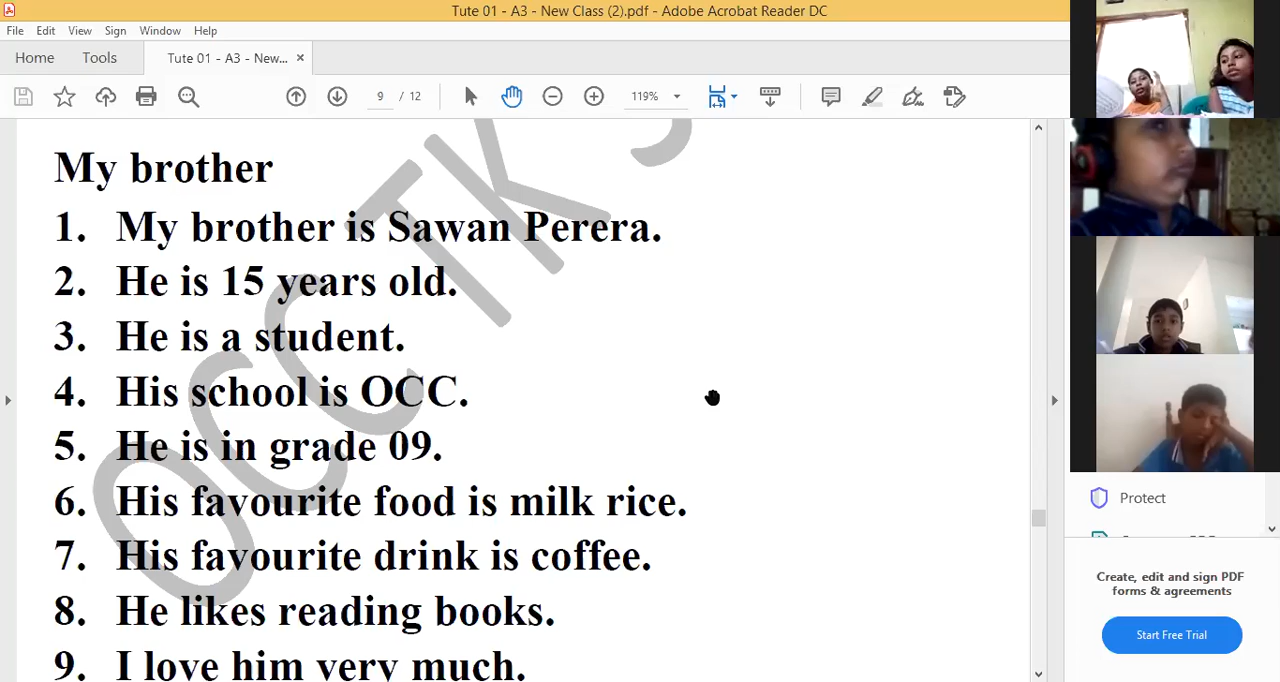 Tute 01 - A3 - New Class (2).pdf - Adobe Acrobat Reader DC
File Edit View Sign Window Help
Home Tools Tute 01 - A3 - New... ×
9 / 12 119%
My brother
1. My brother is Sawan Perera.
2. He is 15 years old.
3. He is a student.
4. His school is OCC.
5. He is in grade 09.
6. His favourite food is milk rice.
7. His favourite drink is coffee.
8. He likes reading books.
9. I love him very much.
OCC TK
Protect
Create, edit and sign PDF
forms & agreements
Start Free Trial